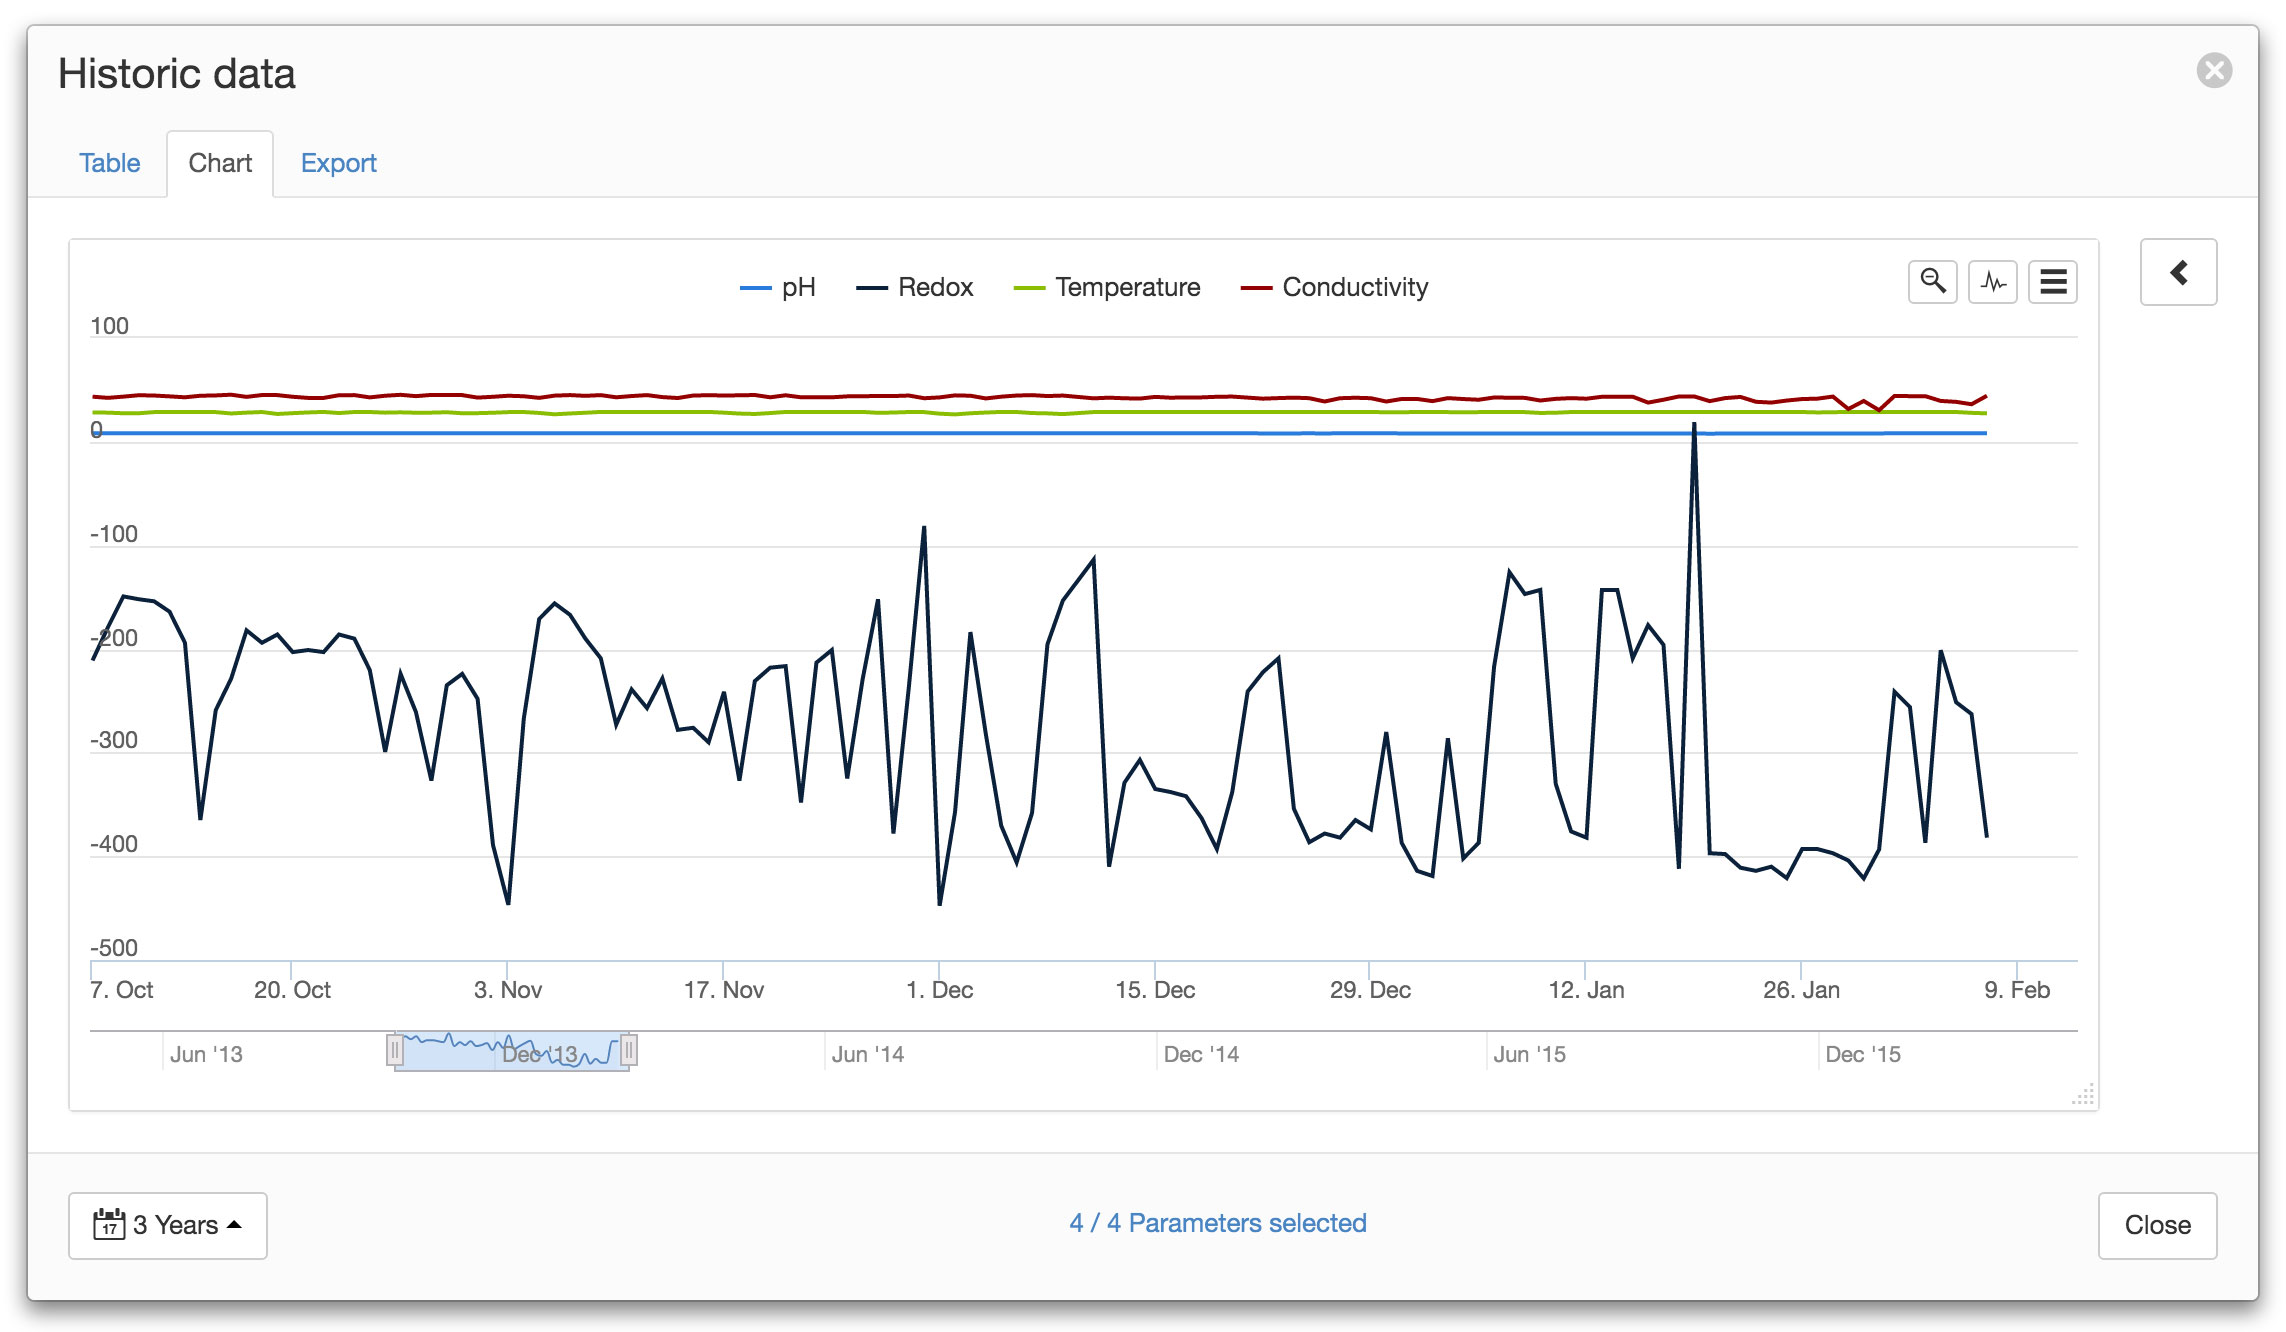 Historic data
Table Chart Export
pH Redox Temperature Conductivity
100
0
-100
-200
-300
-400
-500
7. Oct 20. Oct 3. Nov 17. Nov 1. Dec 15. Dec 29. Dec 12. Jan 26. Jan 9. Feb
Jun '13 Dec '13 Jun '14 Dec '14 Jun '15 Dec '15
17 3 Years 4 / 4 Parameters selected Close